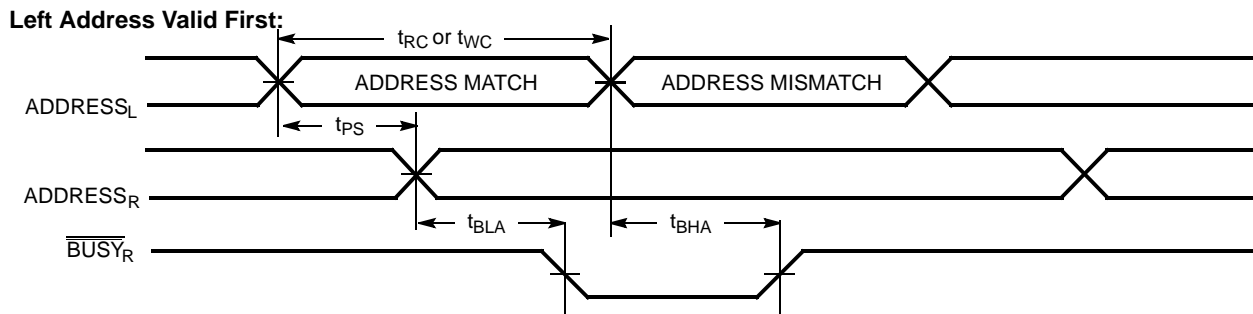 Left Address Valid First:
tRC or tWC
ADDRESS MATCH
ADDRESS MISMATCH
ADDRESSL
tPS
ADDRESSR
tBLA
tBHA
BUSYR